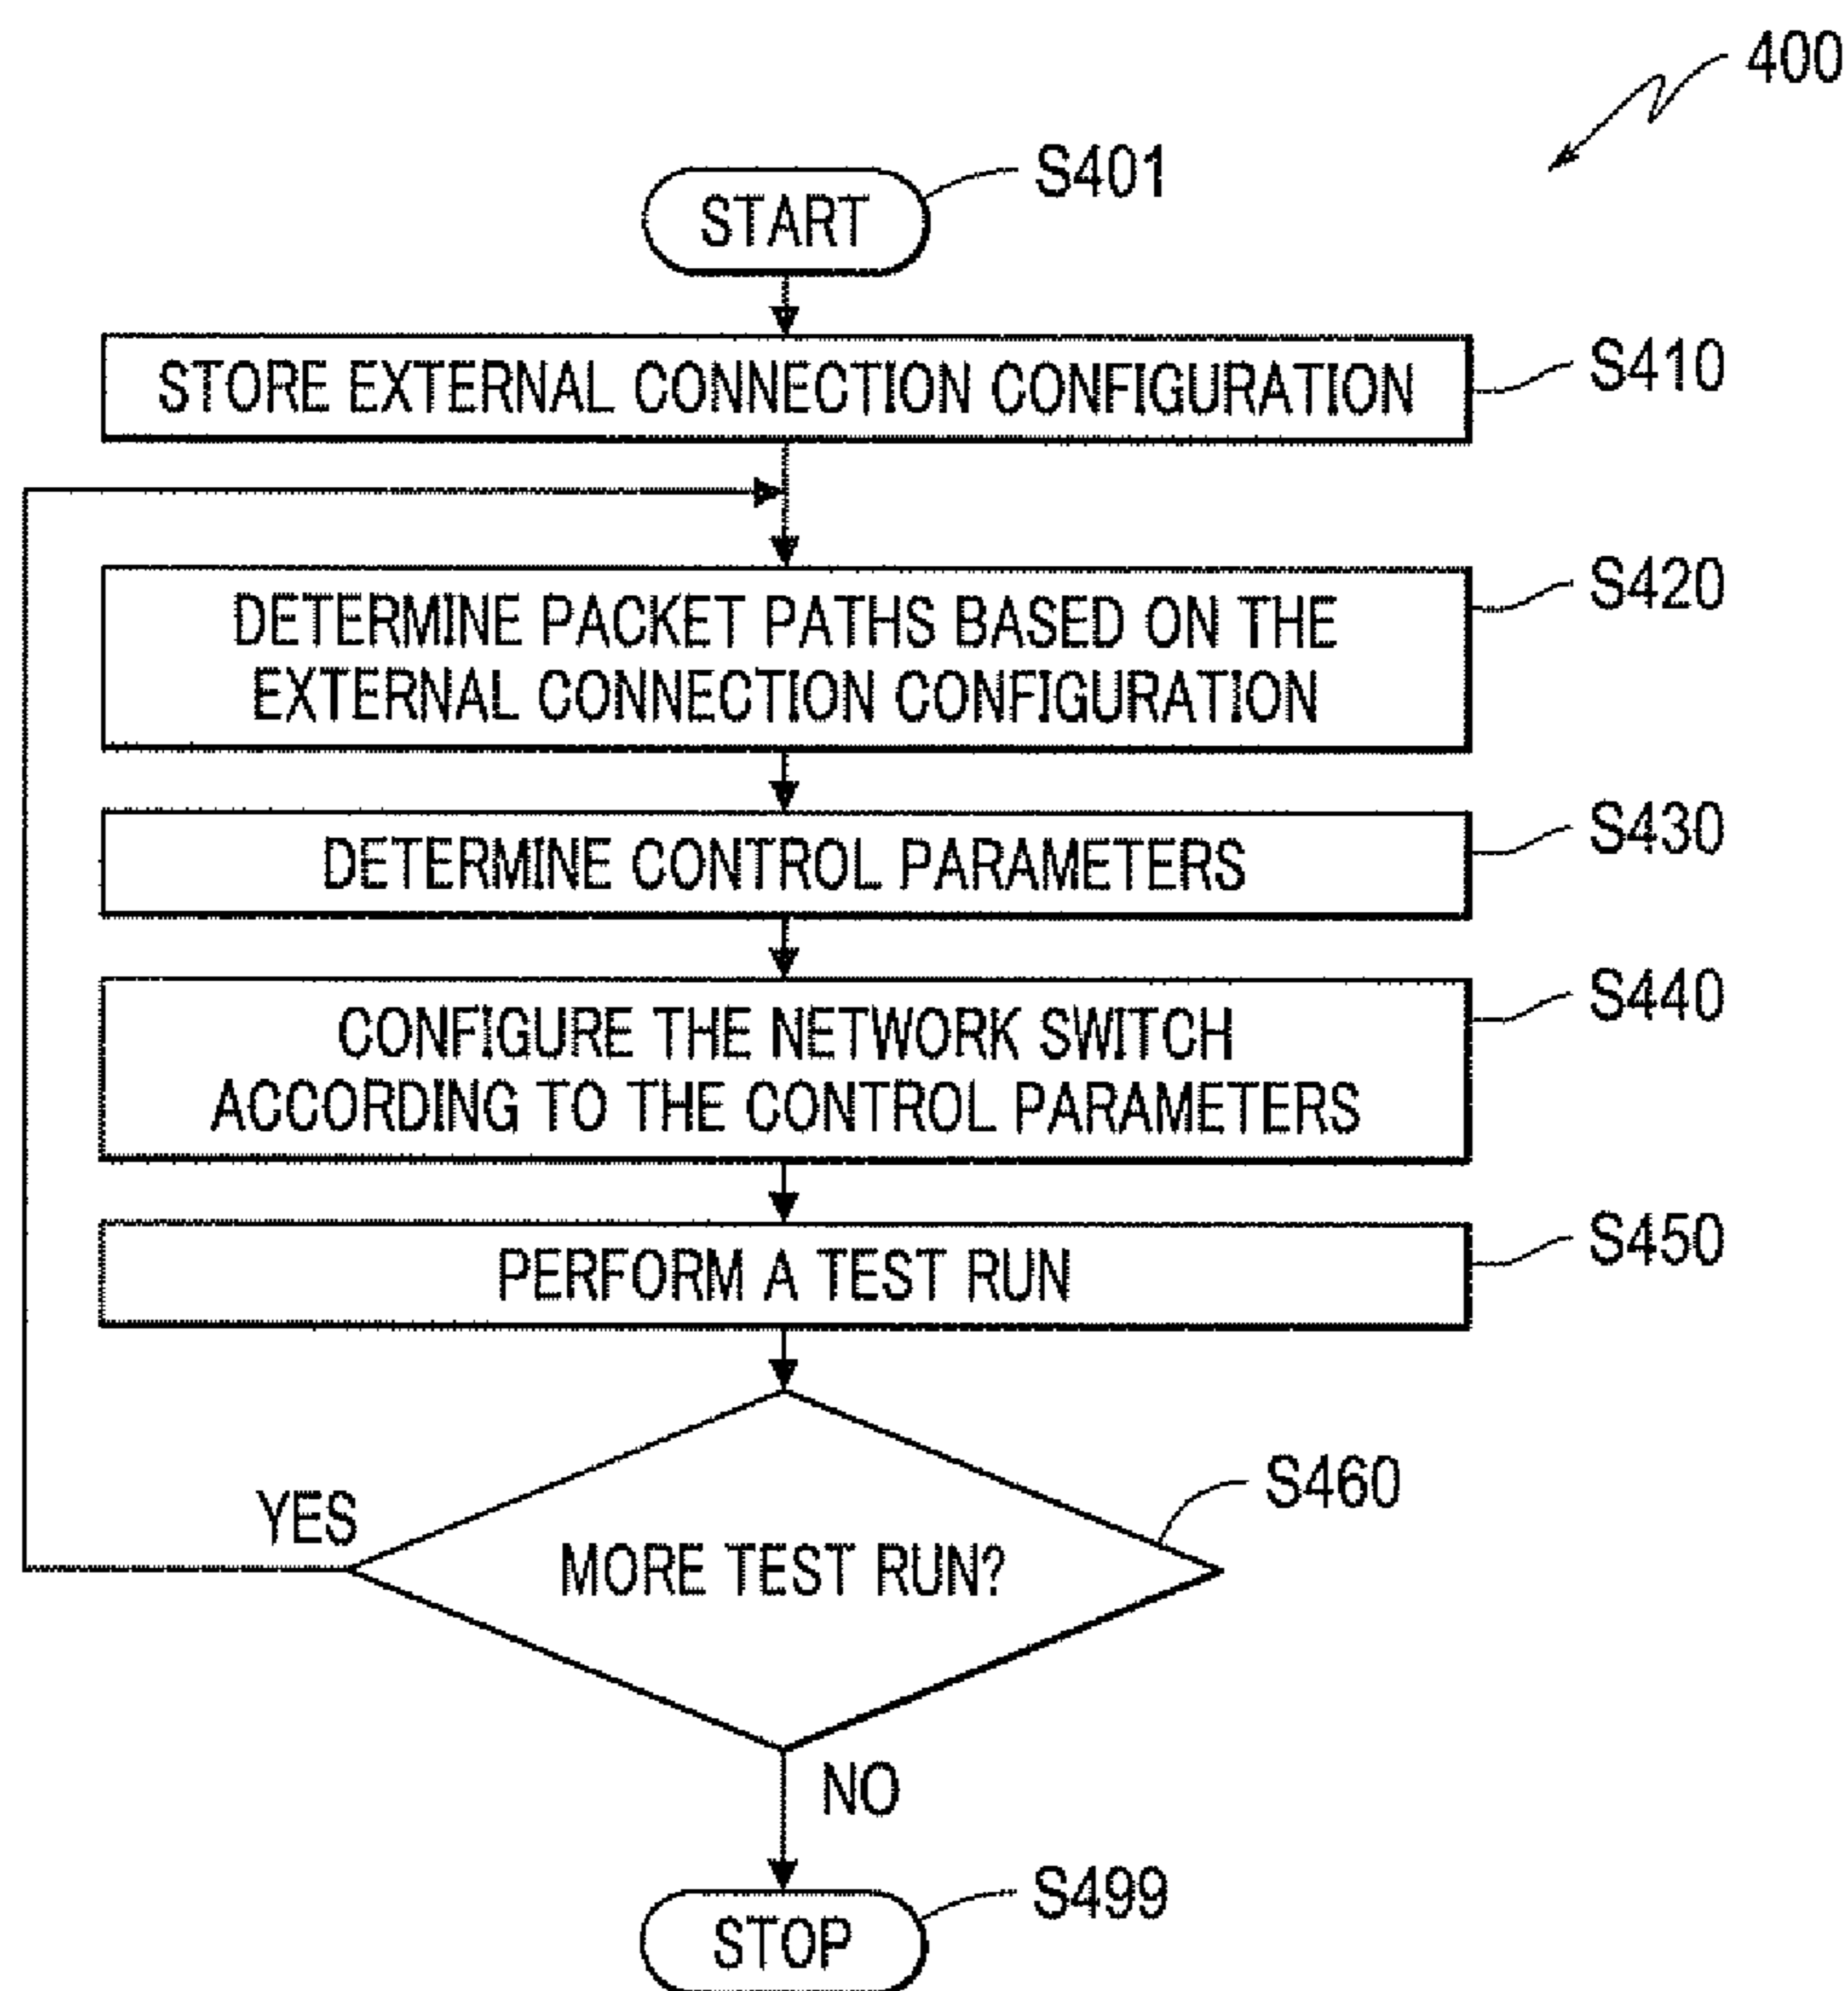 400
START
S401
STORE EXTERNAL CONNECTION CONFIGURATION
S410
DETERMINE PACKET PATHS BASED ON THE
EXTERNAL CONNECTION CONFIGURATION
S420
DETERMINE CONTROL PARAMETERS
S430
CONFIGURE THE NETWORK SWITCH
ACCORDING TO THE CONTROL PARAMETERS
S440
PERFORM A TEST RUN
S450
MORE TEST RUN?
S460
YES
NO
STOP
S499